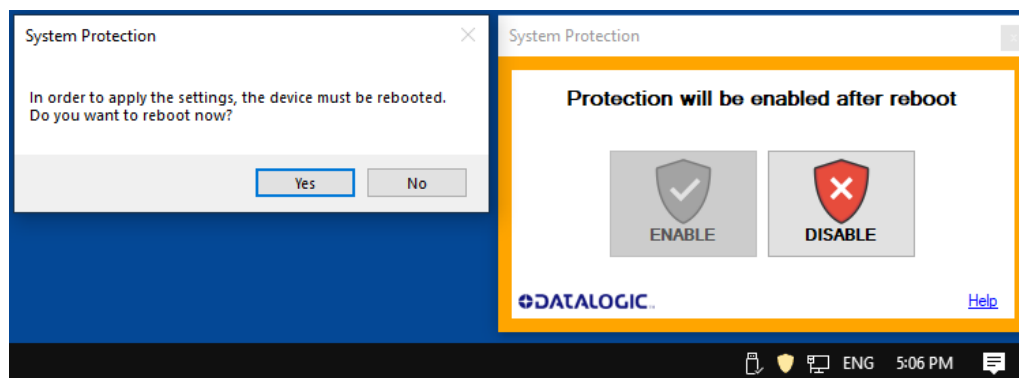 System Protection
In order to apply the settings, the device must be rebooted.
Do you want to reboot now?
Yes
No
System Protection
Protection will be enabled after reboot
ENABLE
DISABLE
DATALOGIC
Help
ENG
5:06 PM